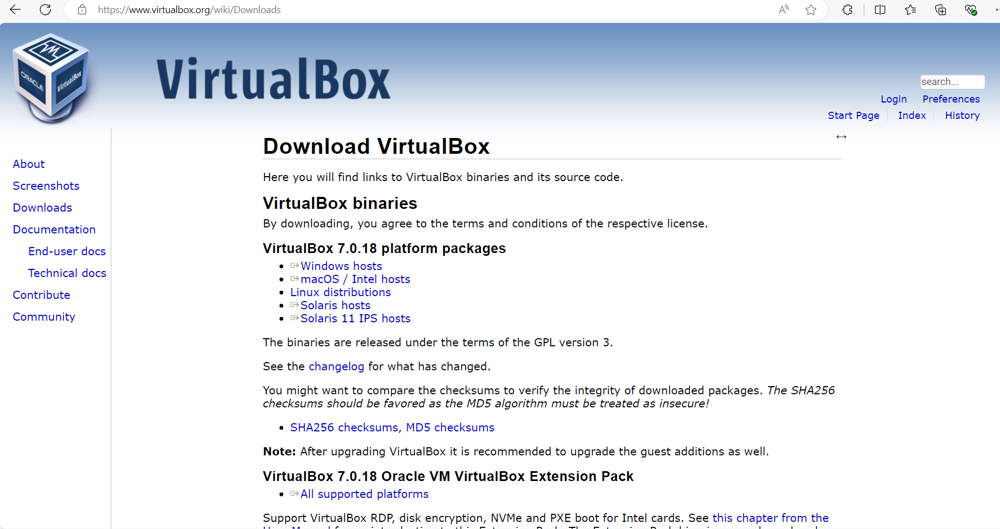 https://www.virtualbox.org/wiki/Downloads
ORACLE
VirtualBox
VirtualBox
search...
Login
Preferences
Start Page
Index
History
About
Screenshots
Downloads
Documentation
End-user docs
Technical docs
Contribute
Community
Download VirtualBox
Here you will find links to VirtualBox binaries and its source code.
VirtualBox binaries
By downloading, you agree to the terms and conditions of the respective license.
VirtualBox 7.0.18 platform packages
Windows hosts
macOS / Intel hosts
Linux distributions
Solaris hosts
Solaris 11 IPS hosts
The binaries are released under the terms of the GPL version 3.
See the changelog for what has changed.
You might want to compare the checksums to verify the integrity of downloaded packages. The SHA256
checksums should be favored as the MD5 algorithm must be treated as insecure!
SHA256 checksums, MD5 checksums
Note: After upgrading VirtualBox it is recommended to upgrade the guest additions as well.
VirtualBox 7.0.18 Oracle VM VirtualBox Extension Pack
All supported platforms
Support VirtualBox RDP, disk encryption, NVMe and PXE boot for Intel cards. See this chapter from the